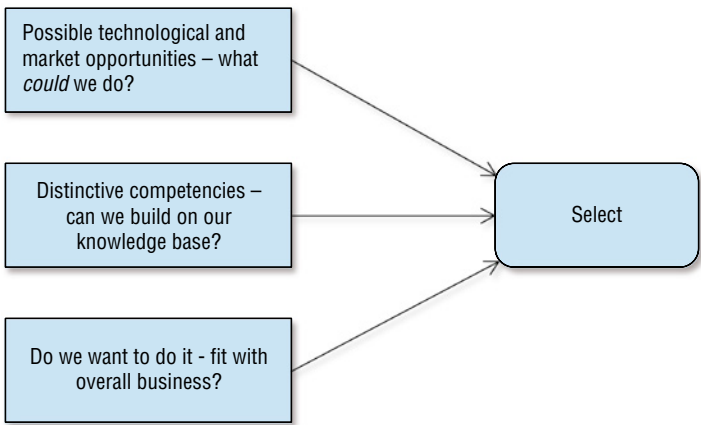 Possible technological and
market opportunities – what
could we do?
Distinctive competencies –
can we build on our
knowledge base?
Select
Do we want to do it - fit with
overall business?